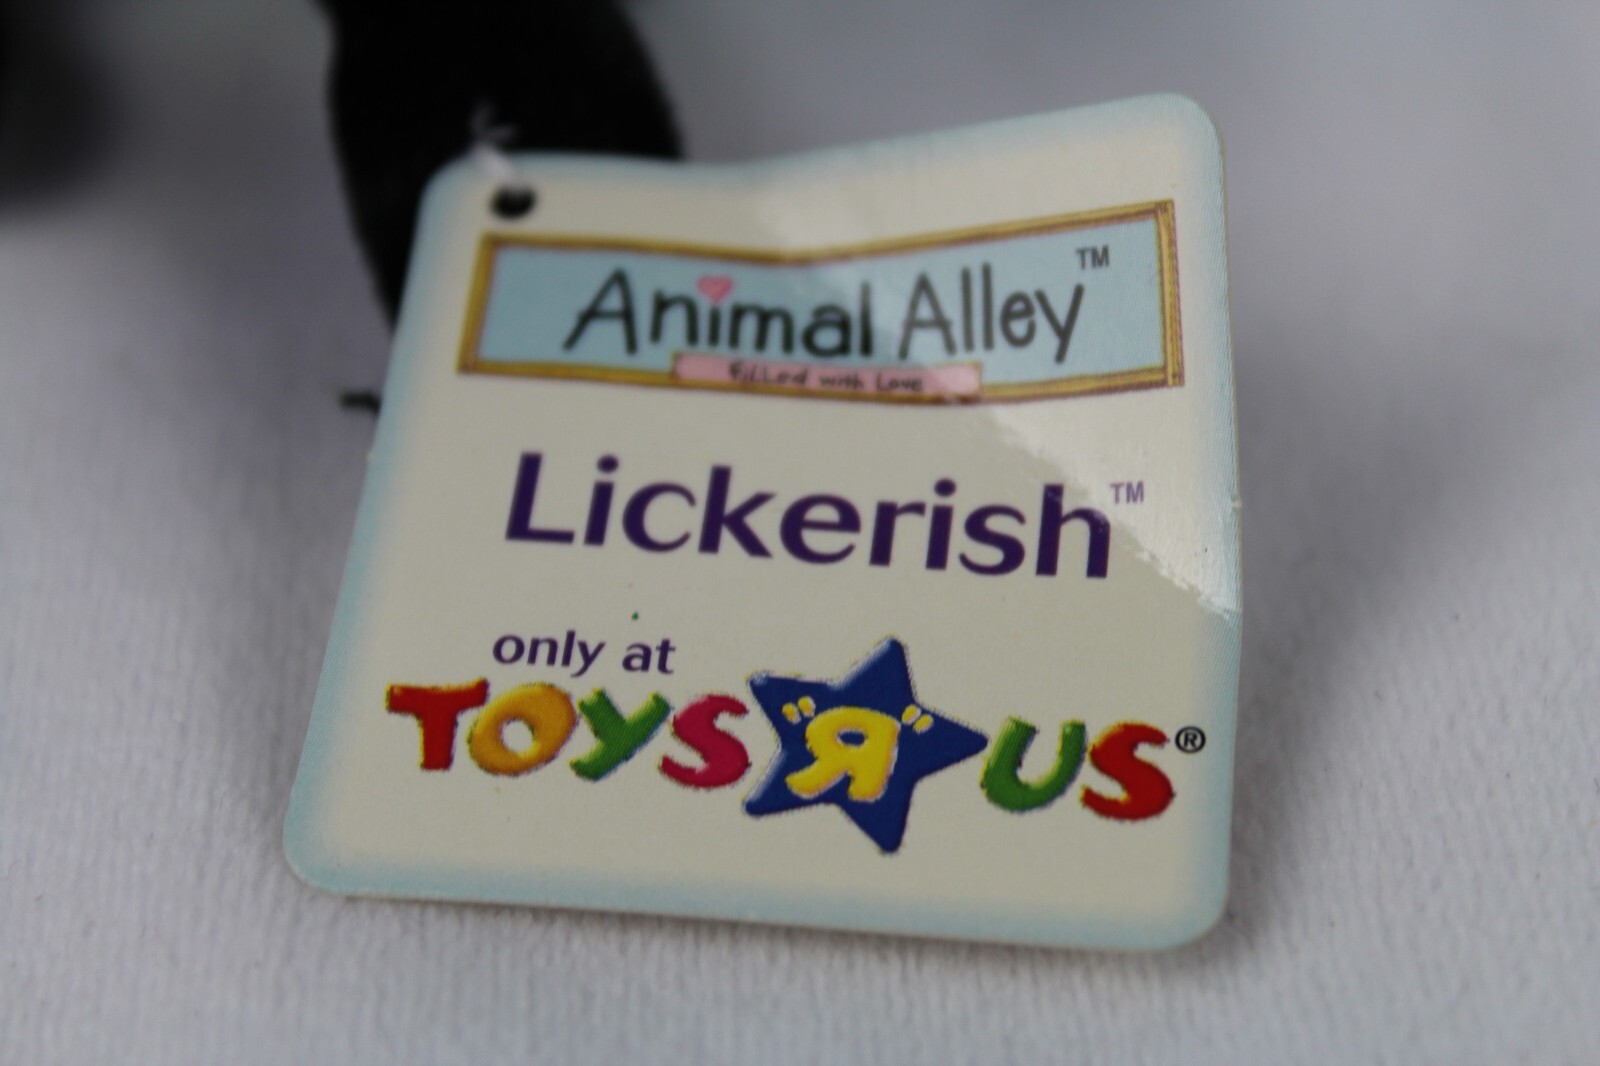 Animal Alley™
Filled with Love
Lickerish™
only at
TOYS "Я" US®